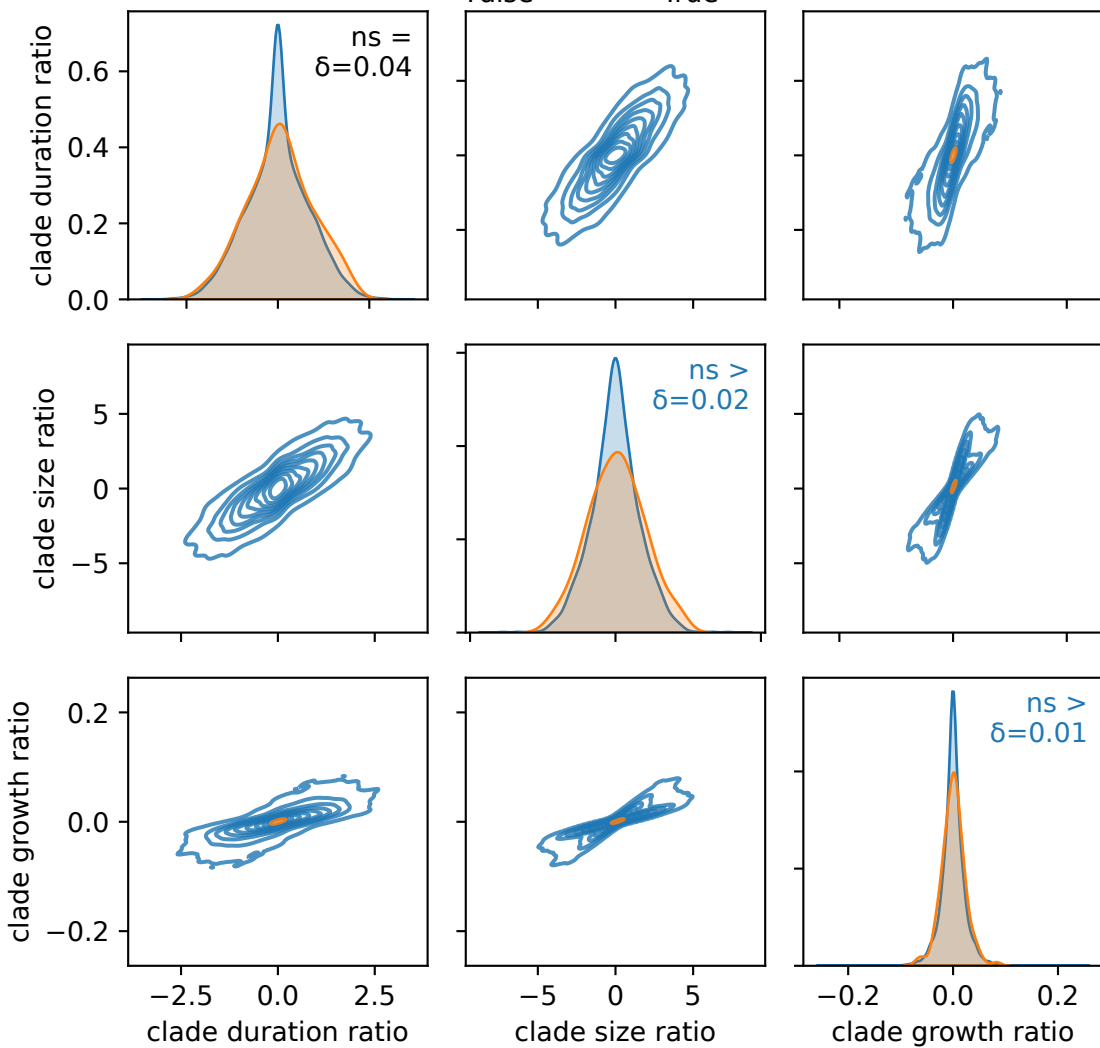 True
clade duration ratio
0.6
0.4
0.2
0.0
ns =
δ=0.04
clade size ratio
5
0
−5
ns >
δ=0.02
clade growth ratio
0.2
0.0
−0.2
ns >
δ=0.01
−2.5 0.0 2.5
−5 0 5
−0.2 0.0 0.2
clade duration ratio
clade size ratio
clade growth ratio